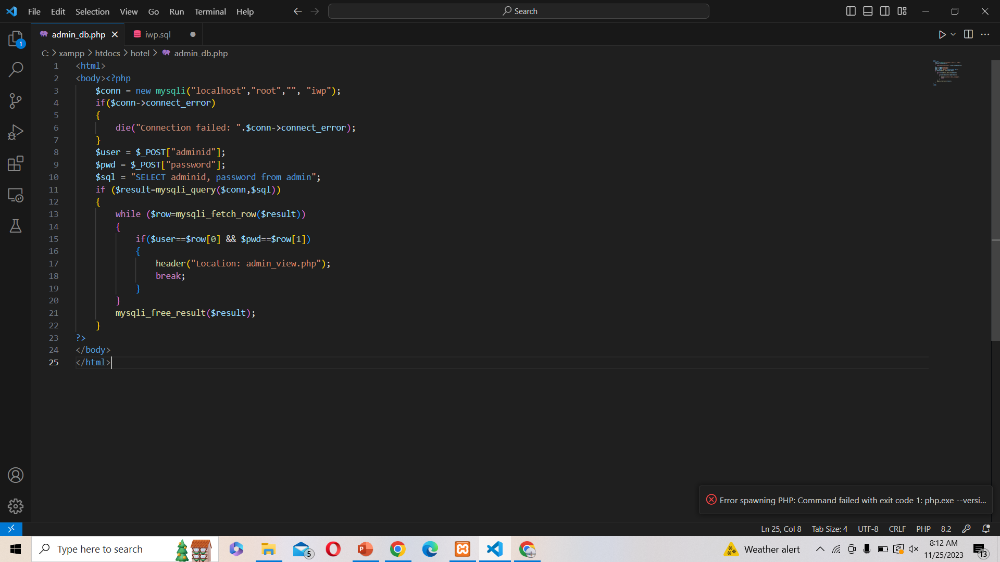 File Edit Selection View Go Run Terminal Help
Search
1
admin_db.php
iwp.sql
C: > xampp > htdocs > hotel > admin_db.php
1 <html>
2 <body><?php
3 $conn = new mysqli("localhost","root","", "iwp");
4 if($conn->connect_error)
5 {
6 die("Connection failed: ".$conn->connect_error);
7 }
8 $user = $_POST["adminid"];
9 $pwd = $_POST["password"];
10 $sql = "SELECT adminid, password from admin";
11 if ($result=mysqli_query($conn,$sql))
12 {
13 while ($row=mysqli_fetch_row($result))
14 {
15 if($user==$row[0] && $pwd==$row[1])
16 {
17 header("Location: admin_view.php");
18 break;
19 }
20 }
21 mysqli_free_result($result);
22 }
23 ?>
24 </body>
25 </html>
Error spawning PHP: Command failed with exit code 1: php.exe --versi...
Ln 25, Col 8 Tab Size: 4 UTF-8 CRLF PHP 8.2
Type here to search
5
Weather alert
8:12 AM
11/25/2023
13